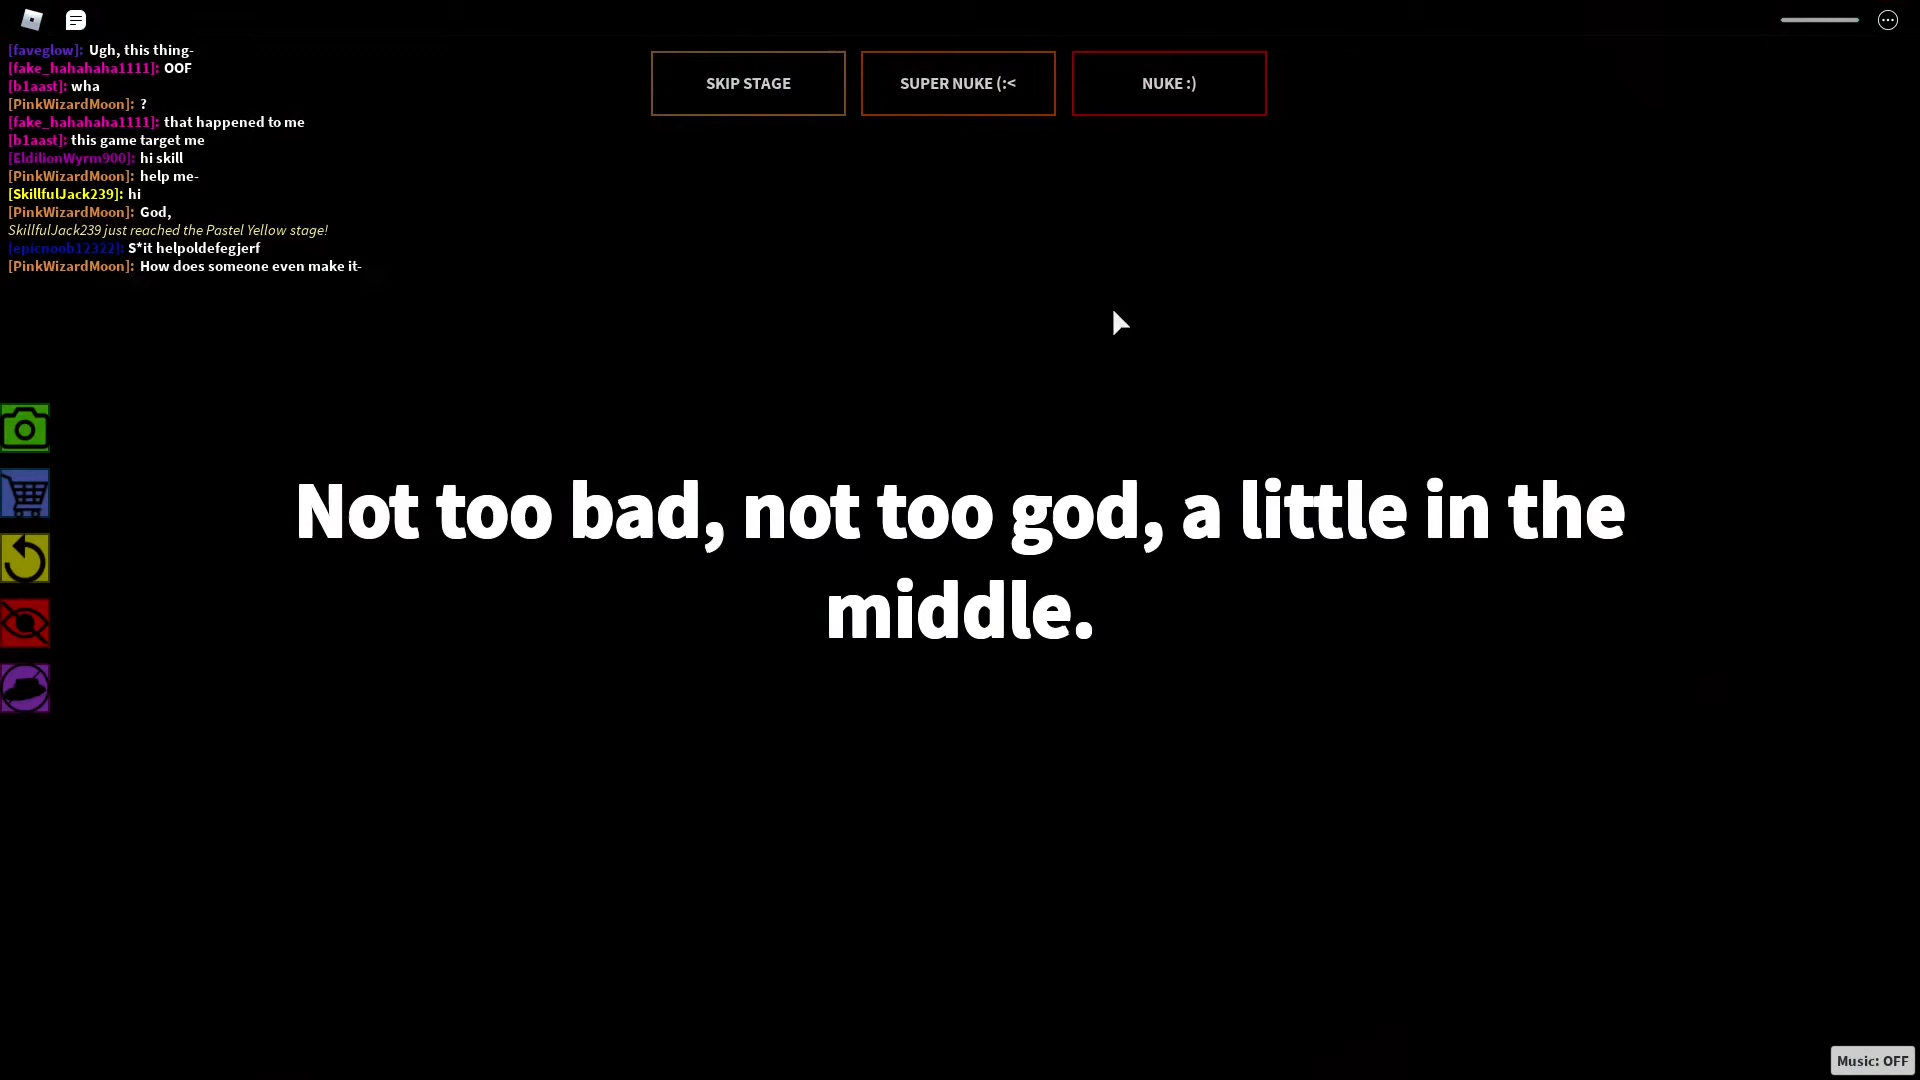 [faveglow]: Ugh, this thing-
[fake_hahahaha1111]: OOF
[b1aast]: wha
[PinkWizardMoon]: ?
[fake_hahahaha1111]: that happened to me
[b1aast]: this game target me
[EldilionWyrm900]: hi skill
[PinkWizardMoon]: help me-
[SkillfulJack239]: hi
[PinkWizardMoon]: God,
SkillfulJack239 just reached the Pastel Yellow stage!
[epicnoob12322]: S*it helpoldefegjerf
[PinkWizardMoon]: How does someone even make it-
SKIP STAGE
SUPER NUKE (:<
NUKE :)
Not too bad, not too god, a little in the
middle.
Music: OFF